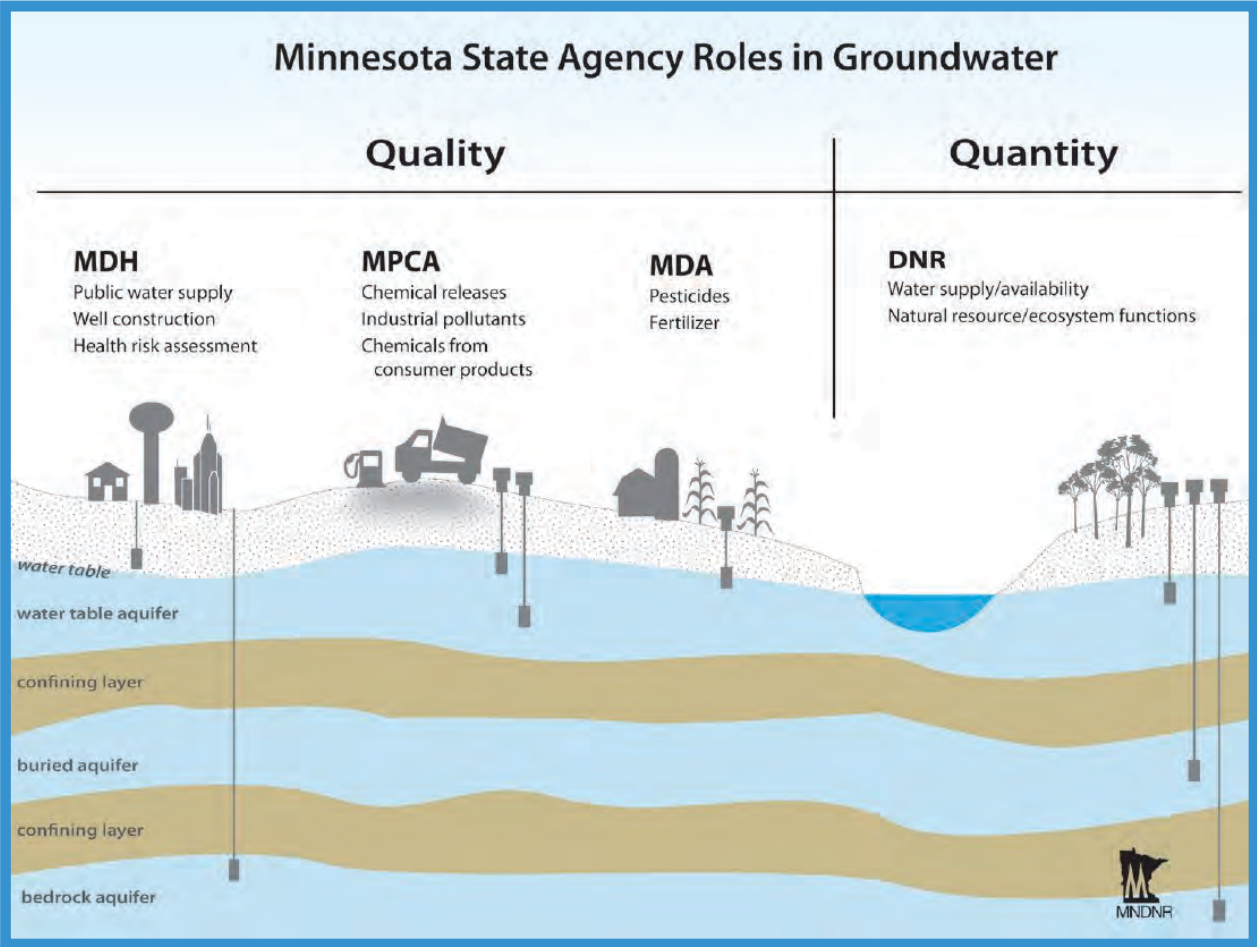 Minnesota State Agency Roles in Groundwater
Quality
Quantity
MDH
Public water supply
Well construction
Health risk assessment
MPCA
Chemical releases
Industrial pollutants
Chemicals from
consumer products
MDA
Pesticides
Fertilizer
DNR
Water supply/availability
Natural resource/ecosystem functions
water table
water table aquifer
confining layer
buried aquifer
confining layer
bedrock aquifer
M
MNDNR